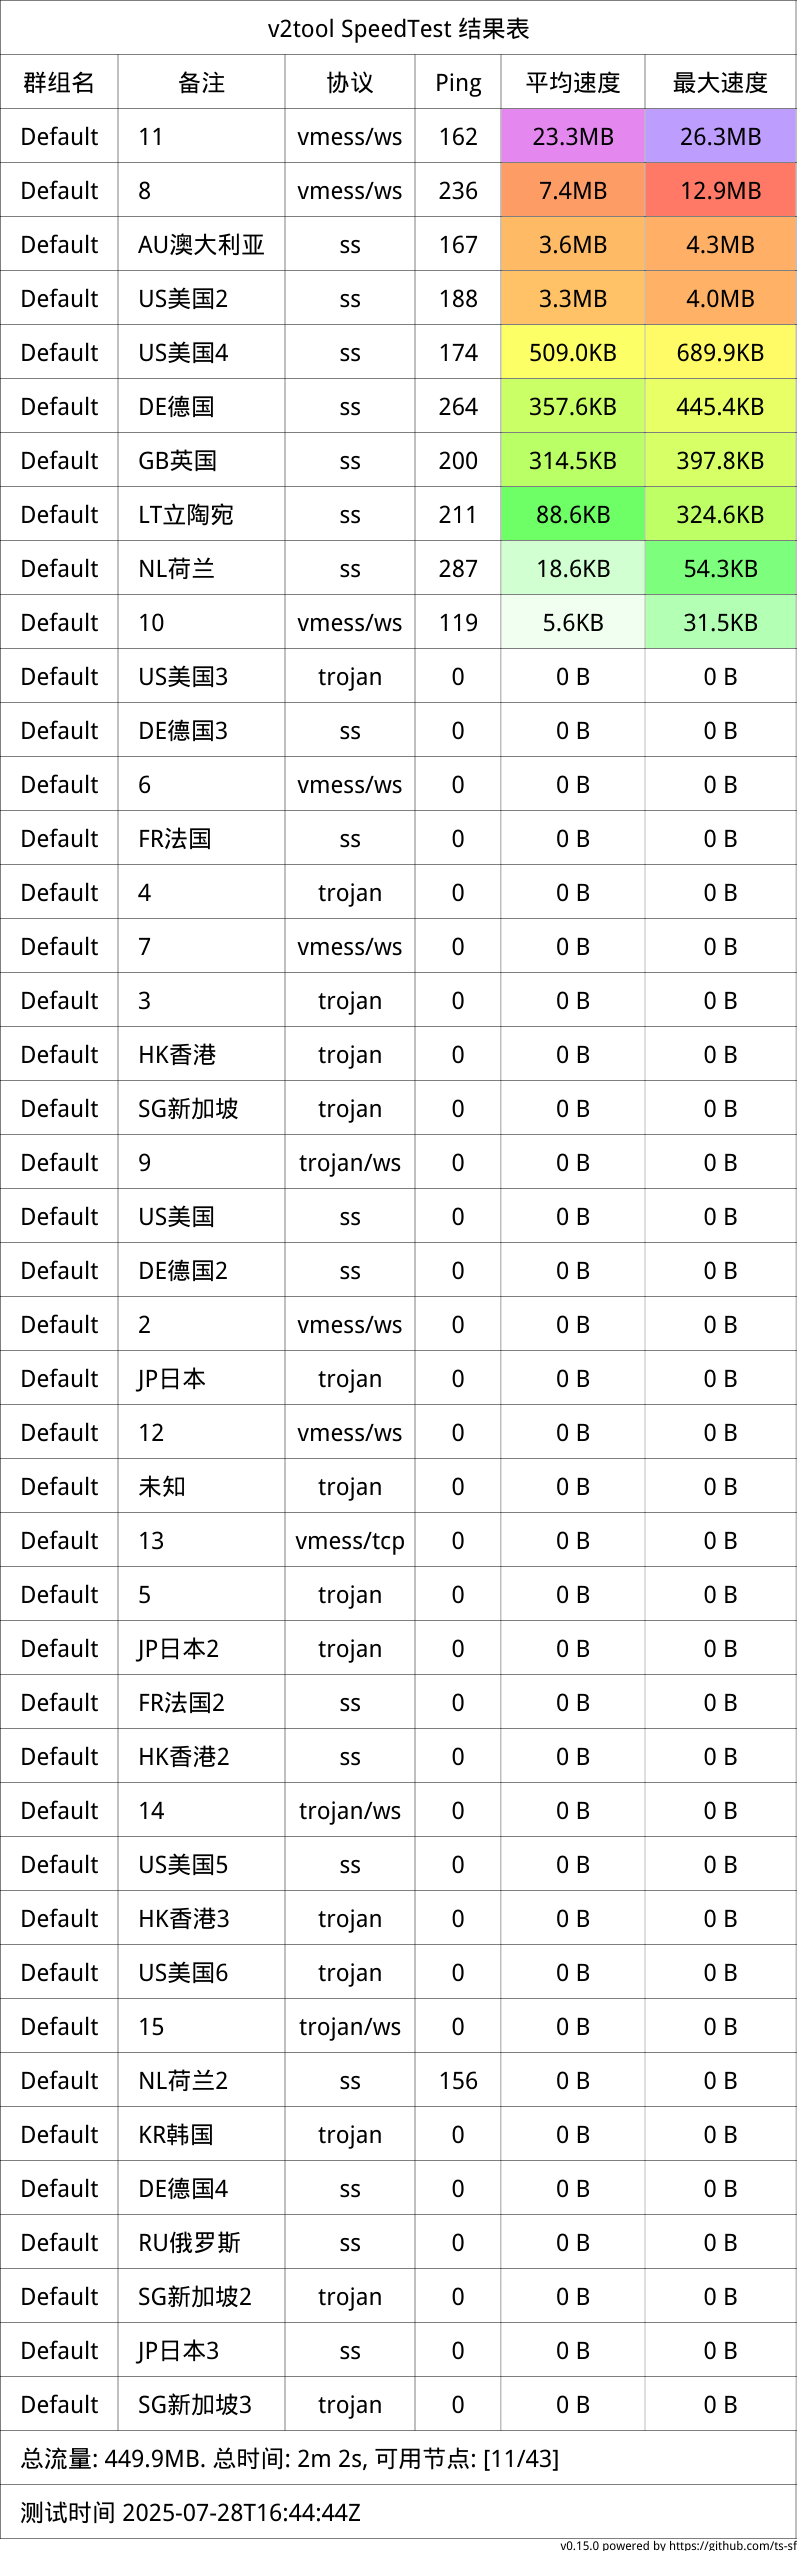 v2tool SpeedTest 结果表
群组名 备注 协议 Ping 平均速度 最大速度
Default 11 vmess/ws 162 23.3MB 26.3MB
Default 8 vmess/ws 236 7.4MB 12.9MB
Default AU澳大利亚 ss 167 3.6MB 4.3MB
Default US美国2 ss 188 3.3MB 4.0MB
Default US美国4 ss 174 509.0KB 689.9KB
Default DE德国 ss 264 357.6KB 445.4KB
Default GB英国 ss 200 314.5KB 397.8KB
Default LT立陶宛 ss 211 88.6KB 324.6KB
Default NL荷兰 ss 287 18.6KB 54.3KB
Default 10 vmess/ws 119 5.6KB 31.5KB
Default US美国3 trojan 0 0 B 0 B
Default DE德国3 ss 0 0 B 0 B
Default 6 vmess/ws 0 0 B 0 B
Default FR法国 ss 0 0 B 0 B
Default 4 trojan 0 0 B 0 B
Default 7 vmess/ws 0 0 B 0 B
Default 3 trojan 0 0 B 0 B
Default HK香港 trojan 0 0 B 0 B
Default SG新加坡 trojan 0 0 B 0 B
Default 9 trojan/ws 0 0 B 0 B
Default US美国 ss 0 0 B 0 B
Default DE德国2 ss 0 0 B 0 B
Default 2 vmess/ws 0 0 B 0 B
Default JP日本 trojan 0 0 B 0 B
Default 12 vmess/ws 0 0 B 0 B
Default 未知 trojan 0 0 B 0 B
Default 13 vmess/tcp 0 0 B 0 B
Default 5 trojan 0 0 B 0 B
Default JP日本2 trojan 0 0 B 0 B
Default FR法国2 ss 0 0 B 0 B
Default HK香港2 ss 0 0 B 0 B
Default 14 trojan/ws 0 0 B 0 B
Default US美国5 ss 0 0 B 0 B
Default HK香港3 trojan 0 0 B 0 B
Default US美国6 trojan 0 0 B 0 B
Default 15 trojan/ws 0 0 B 0 B
Default NL荷兰2 ss 156 0 B 0 B
Default KR韩国 trojan 0 0 B 0 B
Default DE德国4 ss 0 0 B 0 B
Default RU俄罗斯 ss 0 0 B 0 B
Default SG新加坡2 trojan 0 0 B 0 B
Default JP日本3 ss 0 0 B 0 B
Default SG新加坡3 trojan 0 0 B 0 B
总流量: 449.9MB. 总时间: 2m 2s, 可用节点: [11/43]
测试时间 2025-07-28T16:44:44Z
v0.15.0 powered by https://github.com/ts-sf